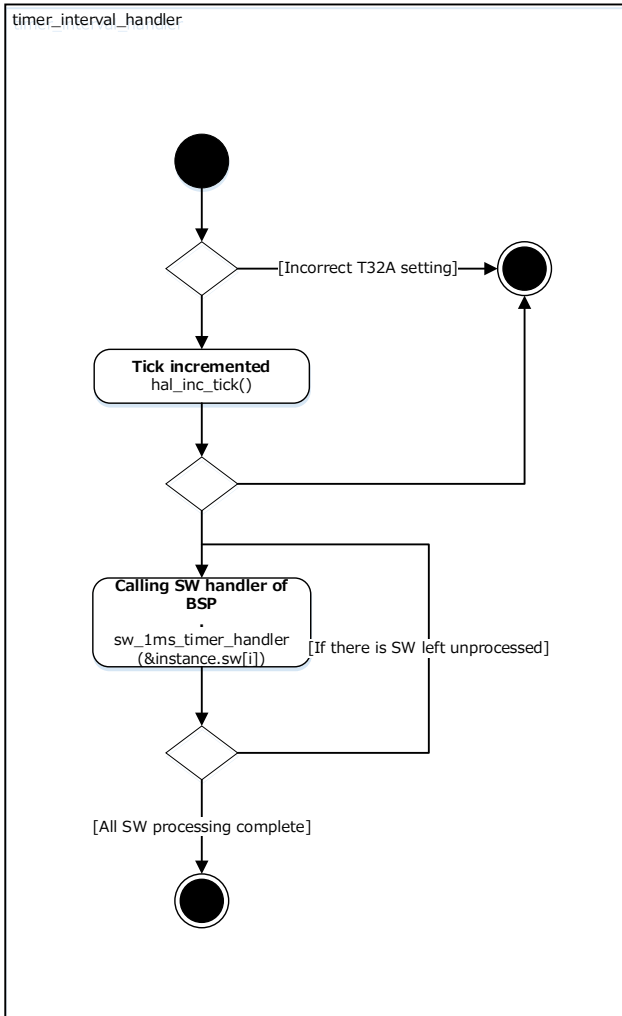 timer_interval_handler
[Incorrect T32A setting]
Tick incremented
hal_inc_tick()
Calling SW handler of
BSP
.
sw_1ms_timer_handler
(&instance.sw[i])
[If there is SW left unprocessed]
[All SW processing complete]